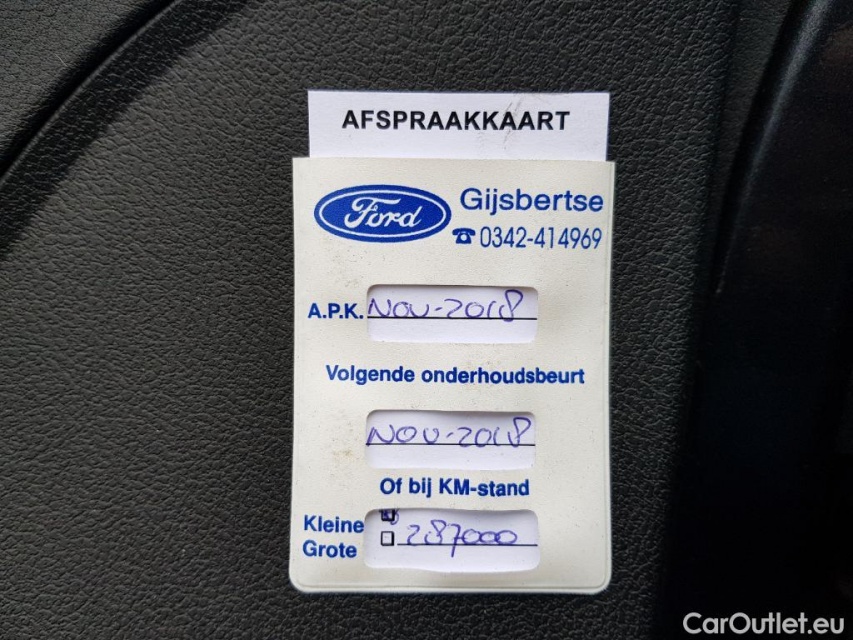 AFSPRAAKKAART
Ford Gijsbertse
☎ 0342-414969
A.P.K. NOV-2018
Volgende onderhoudsbeurt
NOV-2018
Of bij KM-stand
Kleine
Grote 287000
CarOutlet.eu